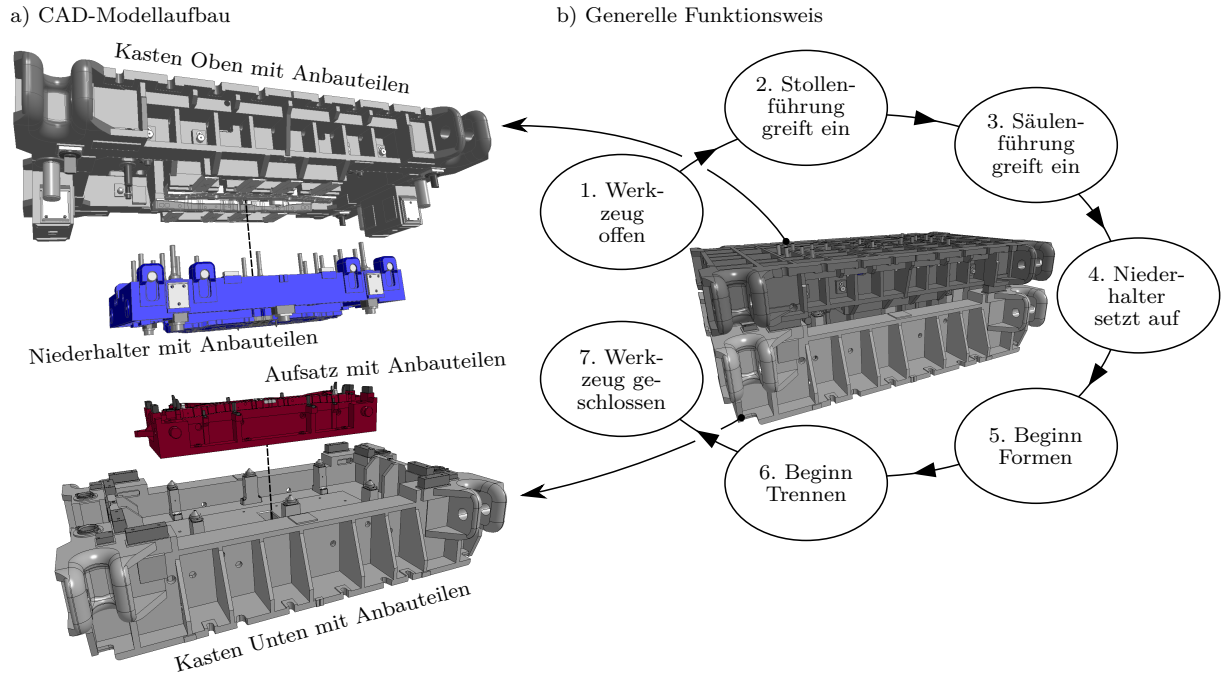 a) CAD-Modellaufbau
b) Generelle Funktionsweis
Kasten Oben mit Anbauteilen
Niederhalter mit Anbauteilen
Aufsatz mit Anbauteilen
Kasten Unten mit Anbauteilen
1. Werk-
zeug
offen
2. Stollen-
führung
greift ein
3. Säulen-
führung
greift ein
4. Nieder-
halter
setzt auf
5. Beginn
Formen
6. Beginn
Trennen
7. Werk-
zeug ge-
schlossen